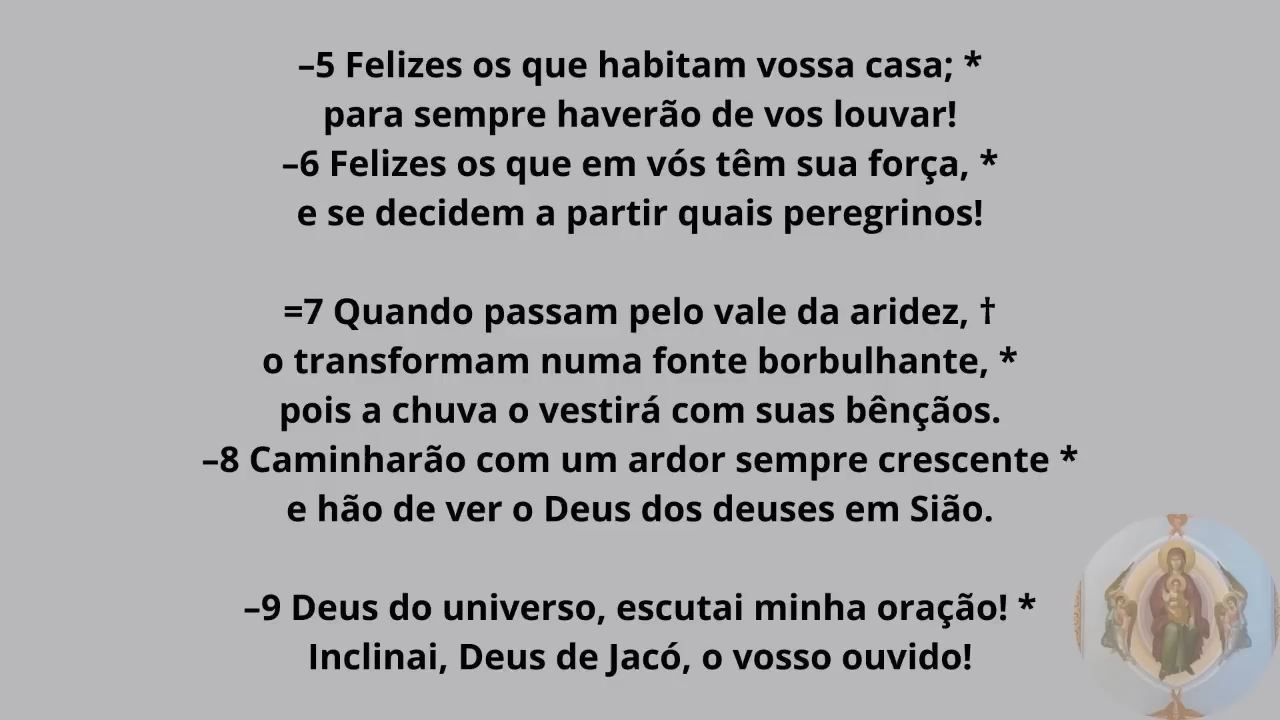 –5 Felizes os que habitam vossa casa; *
para sempre haverão de vos louvar!
–6 Felizes os que em vós têm sua força, *
e se decidem a partir quais peregrinos!
=7 Quando passam pelo vale da aridez, †
o transformam numa fonte borbulhante, *
pois a chuva o vestirá com suas bênçãos.
–8 Caminharão com um ardor sempre crescente *
e hão de ver o Deus dos deuses em Sião.
–9 Deus do universo, escutai minha oração! *
Inclinai, Deus de Jacó, o vosso ouvido!